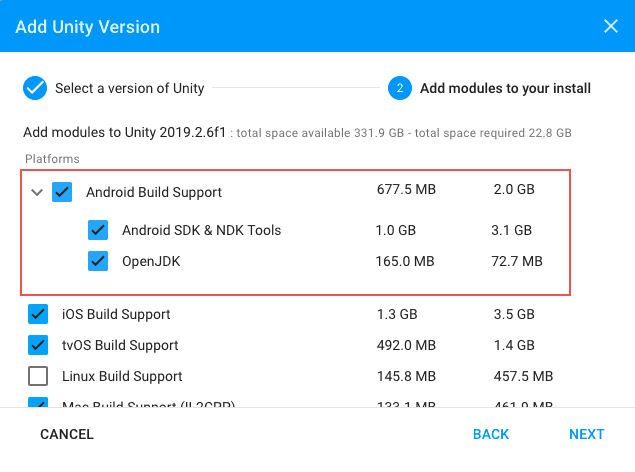 Add Unity Version
Select a version of Unity
2 Add modules to your install
Add modules to Unity 2019.2.6f1 : total space available 331.9 GB - total space required 22.8 GB
Platforms
Android Build Support 677.5 MB 2.0 GB
Android SDK & NDK Tools 1.0 GB 3.1 GB
OpenJDK 165.0 MB 72.7 MB
iOS Build Support 1.3 GB 3.5 GB
tvOS Build Support 492.0 MB 1.4 GB
Linux Build Support 145.8 MB 457.5 MB
Mac Build Support (IL2CPP) 133.1 MB 461.9 MB
CANCEL BACK NEXT